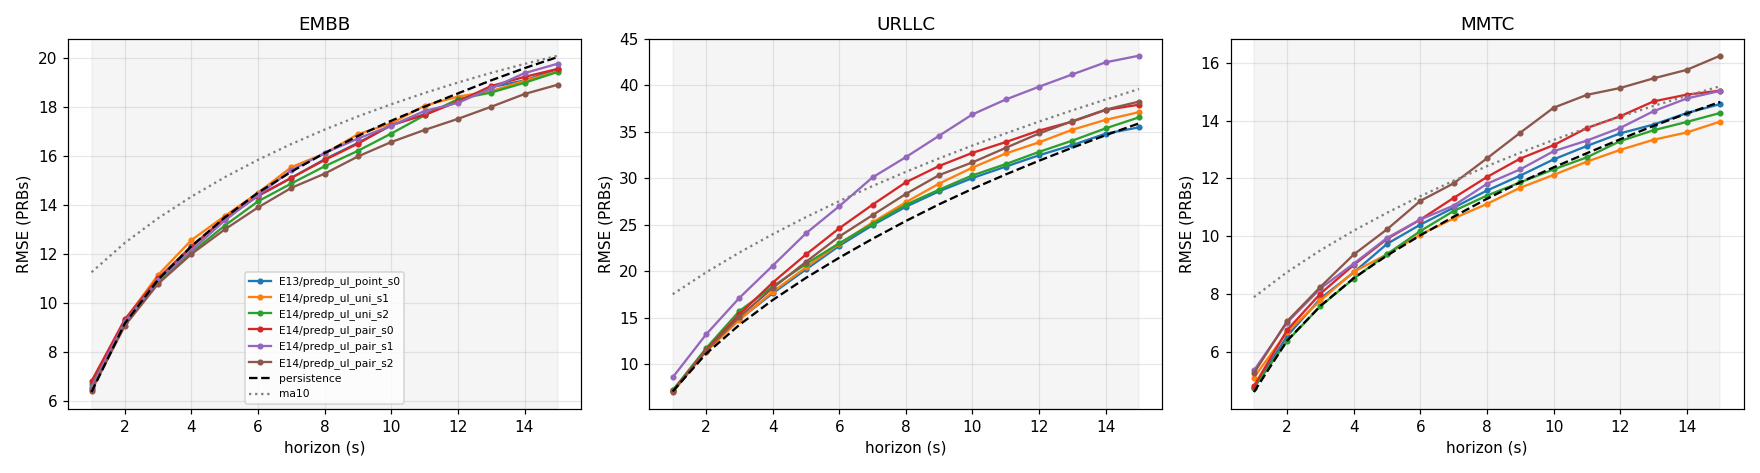 EMBB
URLLC
MMTC
RMSE (PRBs)
20
18
16
14
12
10
8
6
2
4
6
8
10
12
14
horizon (s)
E13/predp_ul_point_s0
E14/predp_ul_uni_s1
E14/predp_ul_uni_s2
E14/predp_ul_pair_s0
E14/predp_ul_pair_s1
E14/predp_ul_pair_s2
persistence
ma10
RMSE (PRBs)
45
40
35
30
25
20
15
10
2
4
6
8
10
12
14
horizon (s)
RMSE (PRBs)
16
14
12
10
8
6
2
4
6
8
10
12
14
horizon (s)